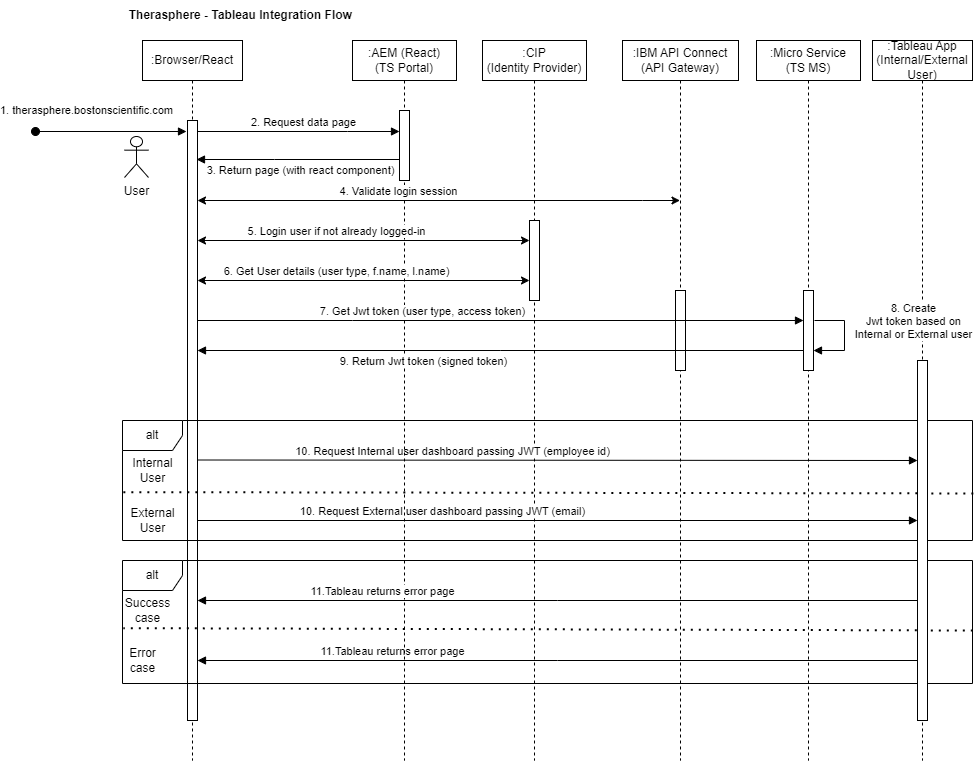 Therasphere - Tableau Integration Flow
:Browser/React
:AEM (React)
(TS Portal)
:CIP
(Identity Provider)
:IBM API Connect
(API Gateway)
:Micro Service
(TS MS)
:Tableau App
(Internal/External
User)
1. therasphere.bostonscientific.com
2. Request data page
User
3. Return page (with react component)
4. Validate login session
5. Login user if not already logged-in
6. Get User details (user type, f.name, l.name)
7. Get Jwt token (user type, access token)
8. Create
Jwt token based on
Internal or External user
9. Return Jwt token (signed token)
alt
Internal
User
10. Request Internal user dashboard passing JWT (employee id)
External
User
10. Request External user dashboard passing JWT (email)
alt
Success
case
11.Tableau returns error page
Error
case
11.Tableau returns error page